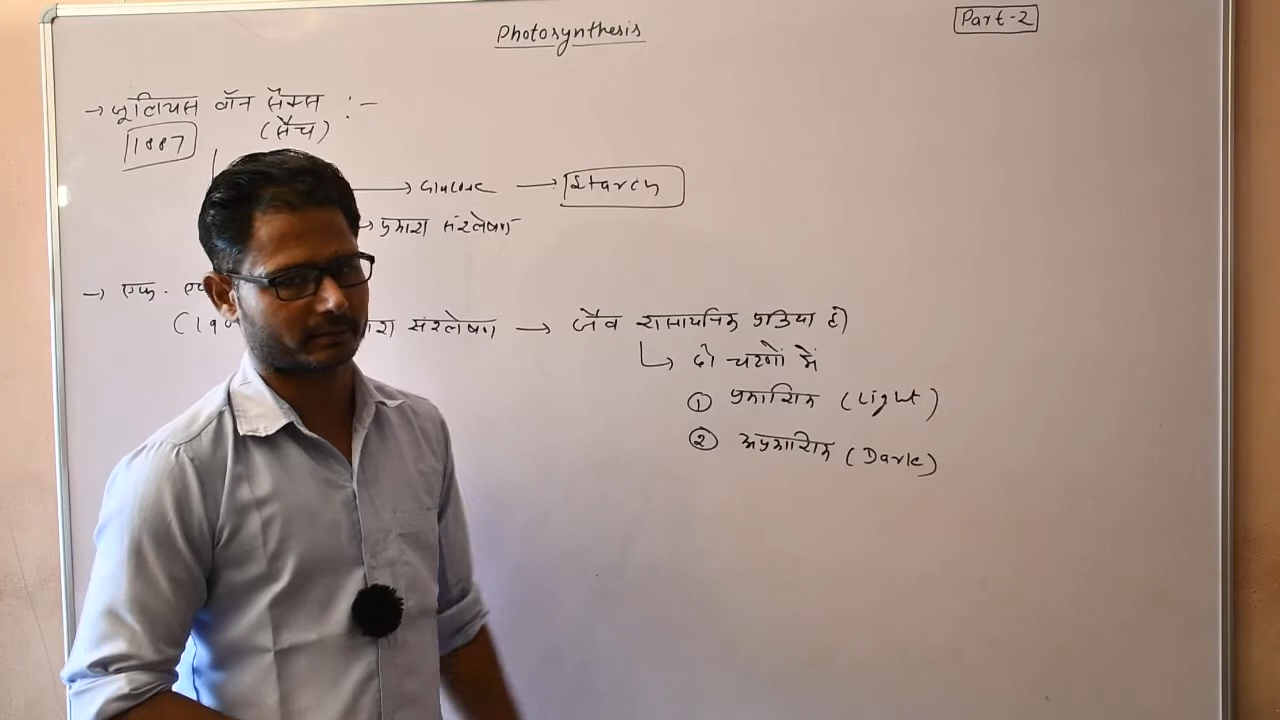 Photosynthesis
Part-2
→ जूलियस वॉन सैक्स :-
(सैच)
1887
→ Glucose → Starch
→ प्रकाश संश्लेषण
→ एफ.
(190 संश्लेषण → जैव रासायनिक प्रक्रिया है)
↳ दो चरणों में
① प्रकाशिक (Light)
② अप्रकाशिक (Dark)